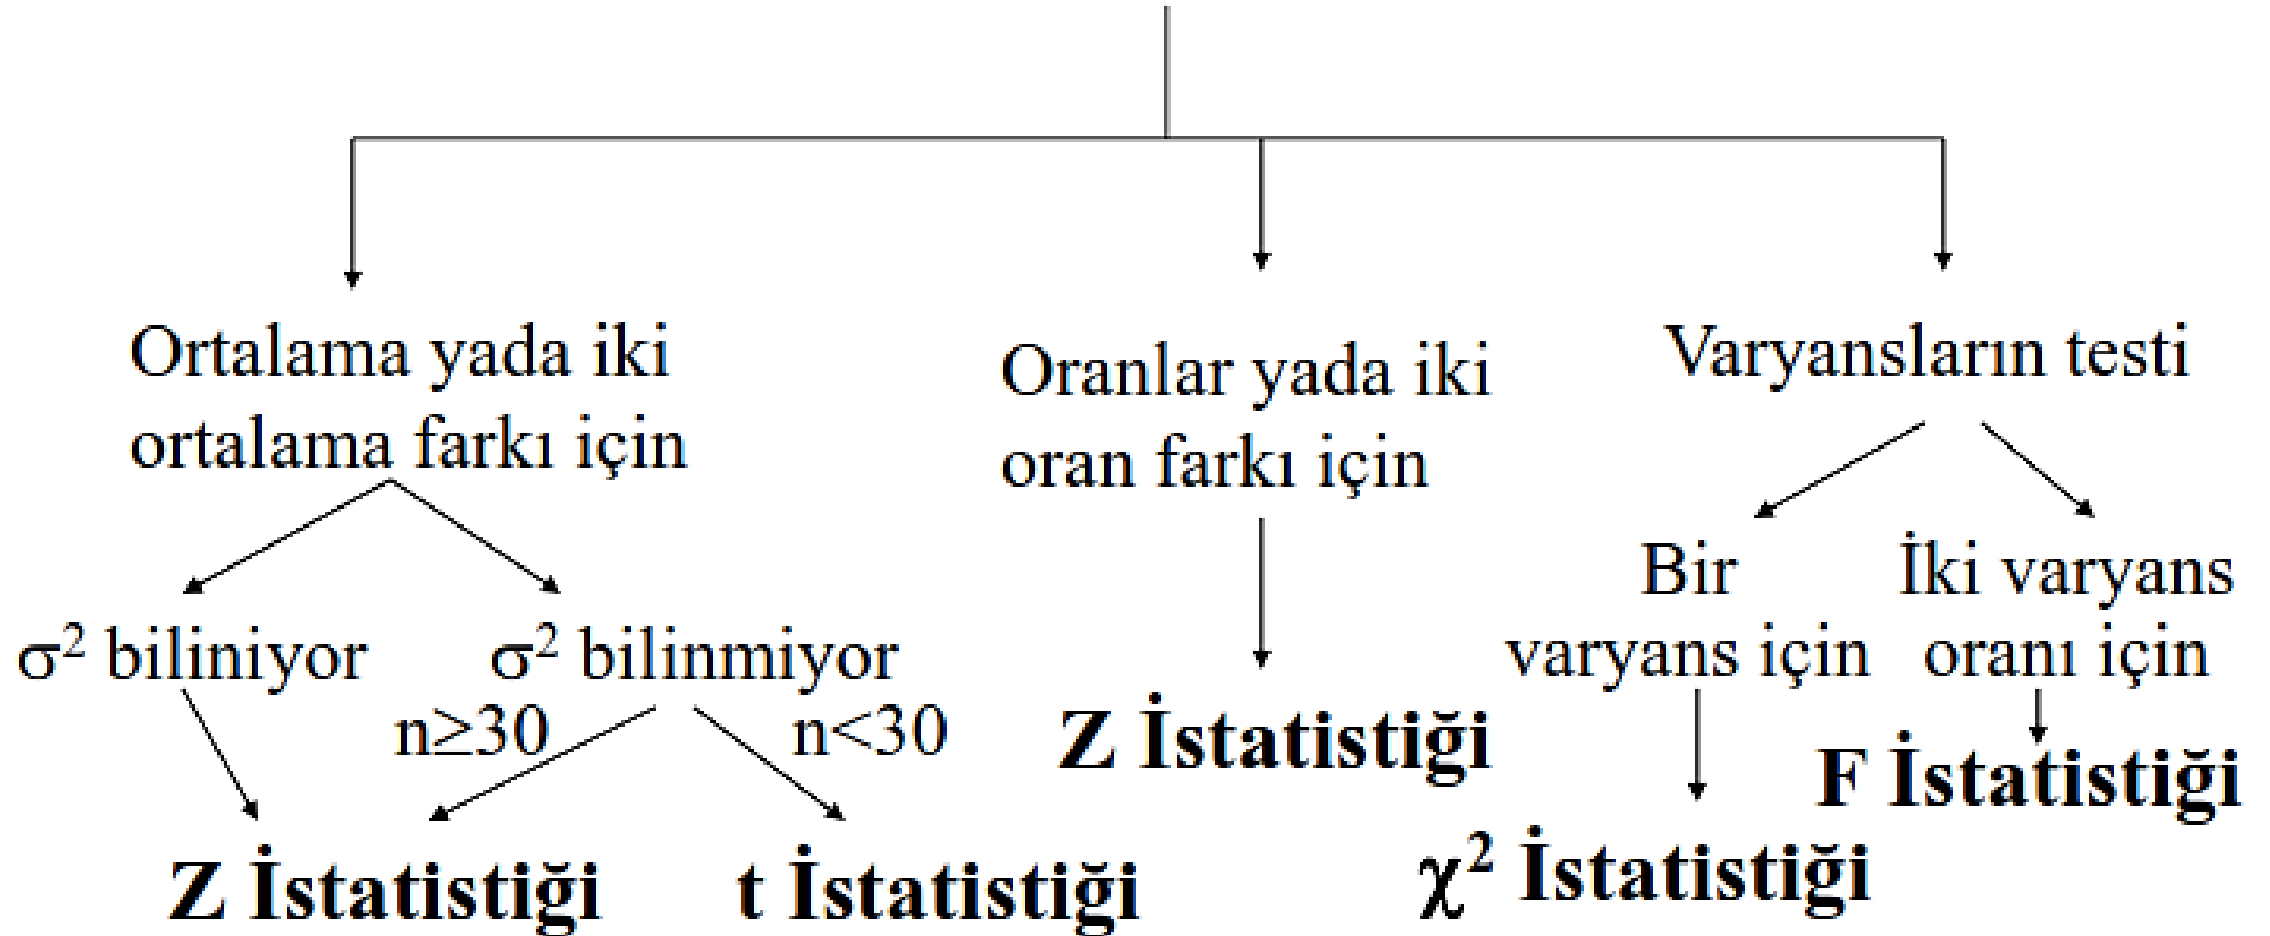 Ortalama yada iki
ortalama farkı için
σ² biliniyor
σ² bilinmiyor
n≥30
n<30
Z İstatistiği
t İstatistiği
Oranlar yada iki
oran farkı için
Z İstatistiği
Varyansların testi
Bir
varyans için
χ² İstatistiği
İki varyans
oranı için
F İstatistiği